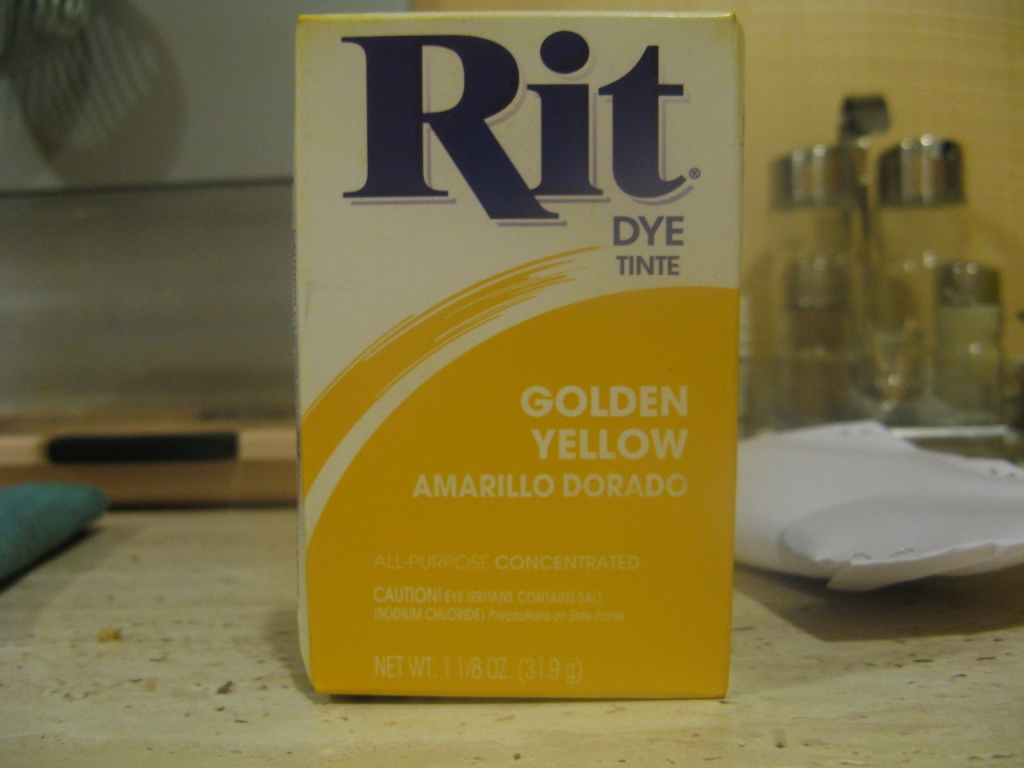 Rit®
DYE
TINTE
GOLDEN
YELLOW
AMARILLO DORADO
ALL-PURPOSE CONCENTRATED
CAUTION! EYE IRRITANT. CONTAINS SALT
(SODIUM CHLORIDE) Precautions on Side Panel
NET WT. 1 1/8 OZ. (31.9 g)